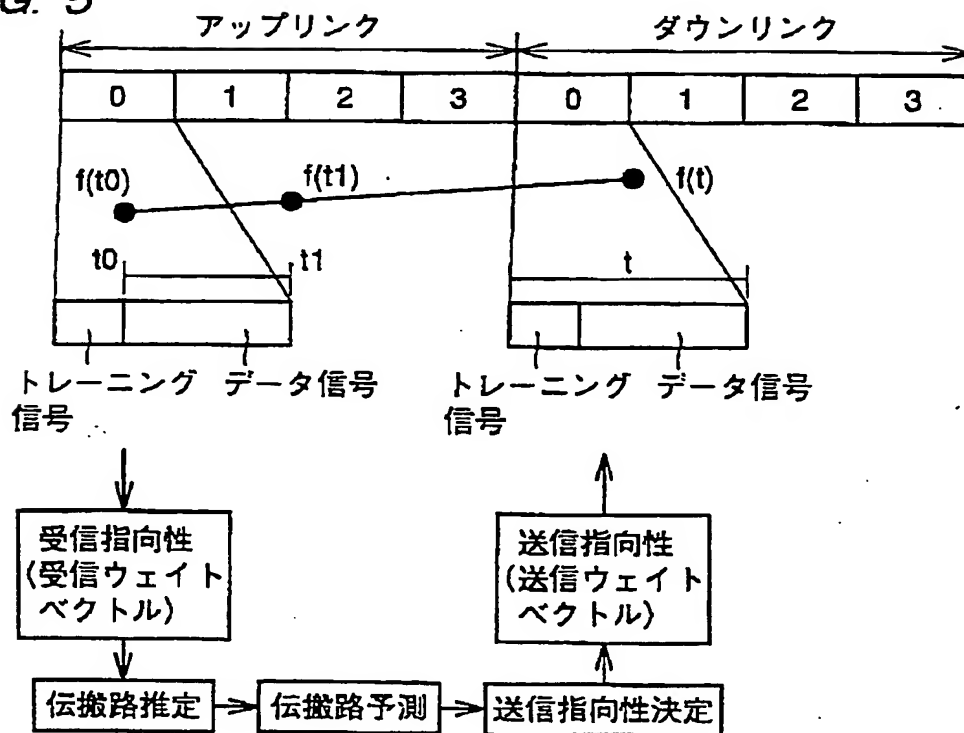 G. 5
アップリンク ダウンリンク
0 1 2 3 0 1 2 3
f(t0) f(t1) f(t)
t0 t1 t
トレーニング データ信号 トレーニング データ信号
信号 信号
受信指向性 送信指向性
(受信ウェイト (送信ウェイト
ベクトル) ベクトル)
伝搬路推定 伝搬路予測 送信指向性決定